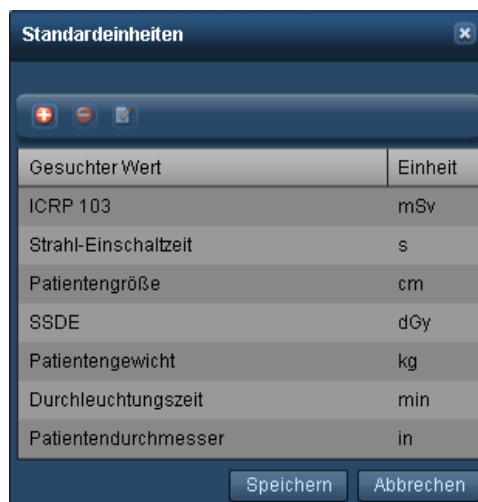 Standardeinheiten
Gesuchter Wert Einheit
ICRP 103 mSv
Strahl-Einschaltzeit s
Patientengröße cm
SSDE dGy
Patientengewicht kg
Durchleuchtungszeit min
Patientendurchmesser in
Speichern Abbrechen